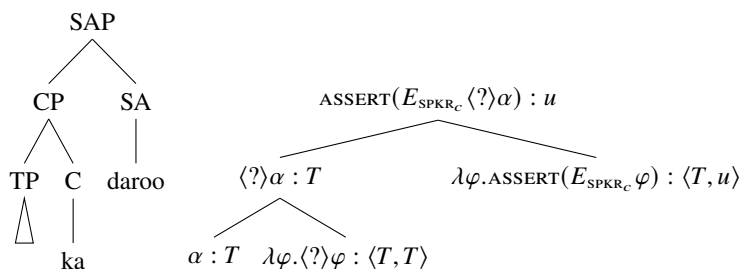 SAP
CP SA
ASSERT(E_SPKR_c ⟨?⟩α) : u
TP C daroo
⟨?⟩α : T λφ.ASSERT(E_SPKR_c φ) : ⟨T, u⟩
ka
α : T λφ.⟨?⟩φ : ⟨T, T⟩